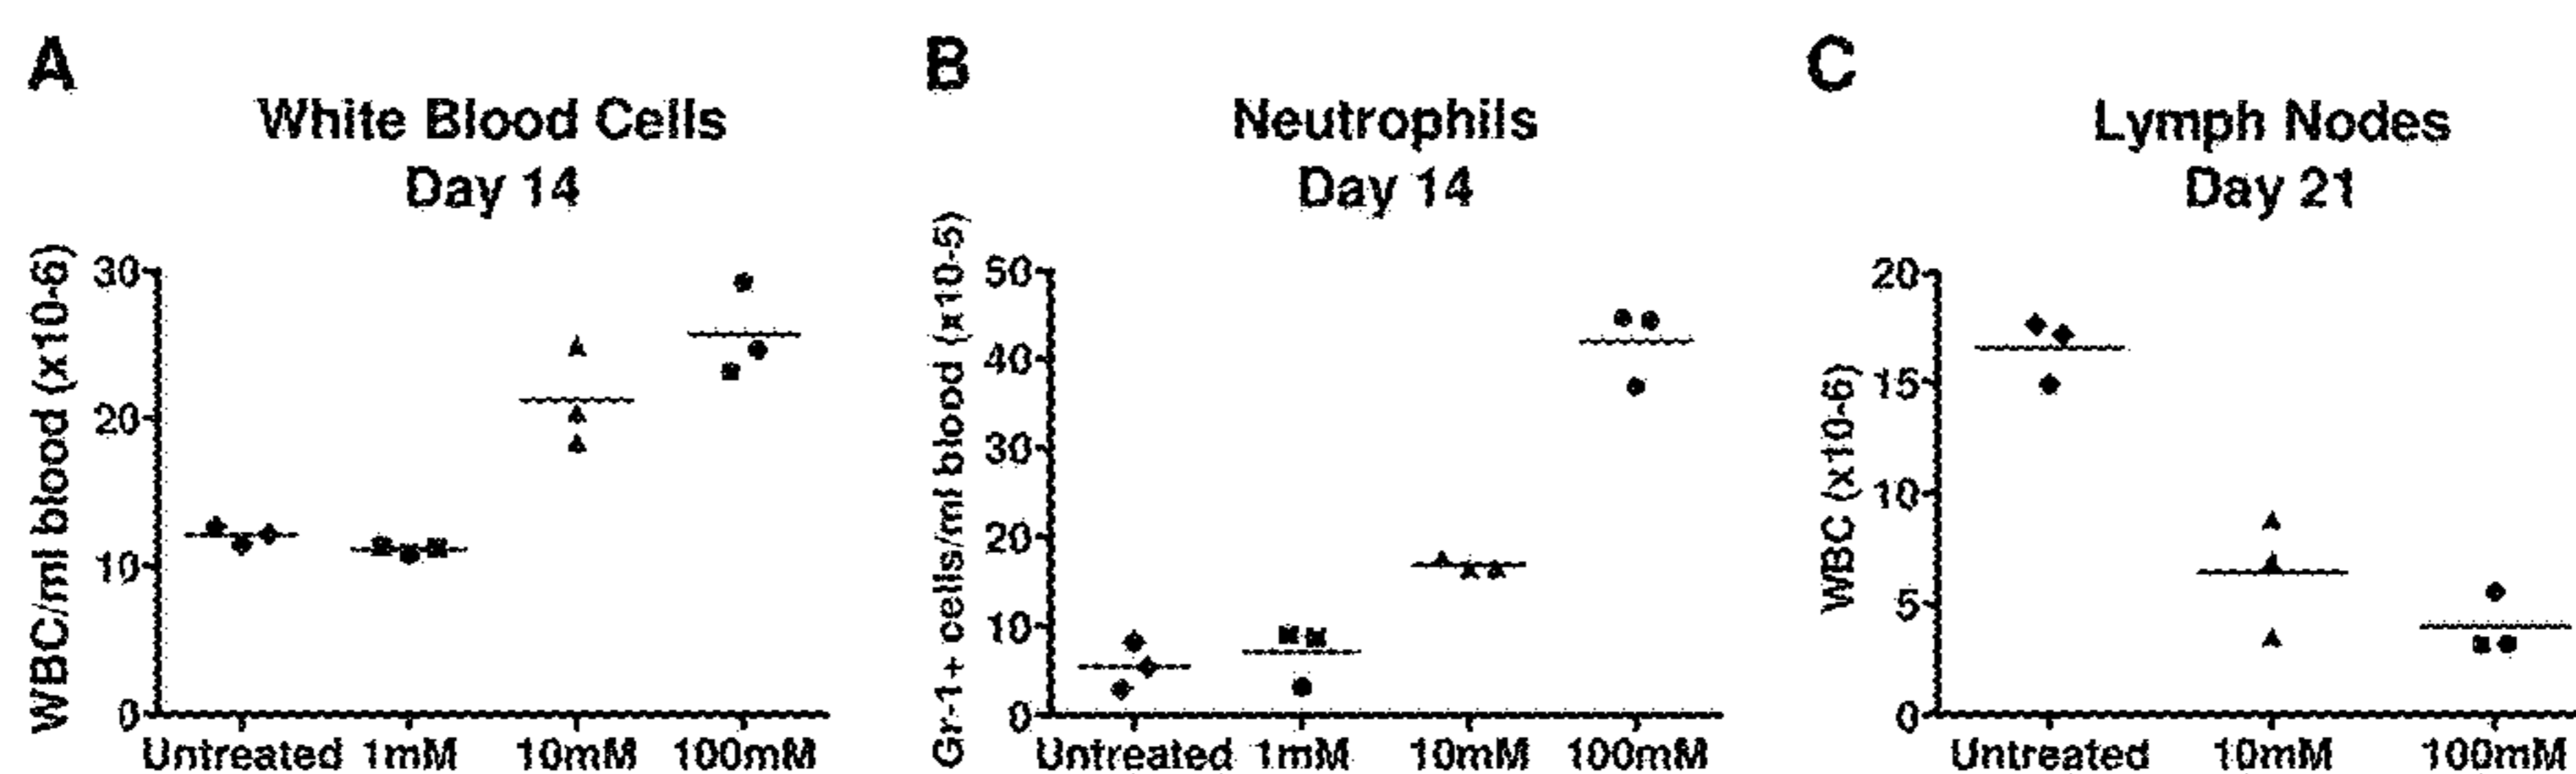 A
White Blood Cells
Day 14
WBC/ml blood (x10-6)
30
20
10
0
Untreated 1mM 10mM 100mM
B
Neutrophils
Day 14
Gr-1+ cells/ml blood (x10-5)
50
40
30
20
10
0
Untreated 1mM 10mM 100mM
C
Lymph Nodes
Day 21
WBC (x10-6)
20
15
10
5
0
Untreated 10mM 100mM